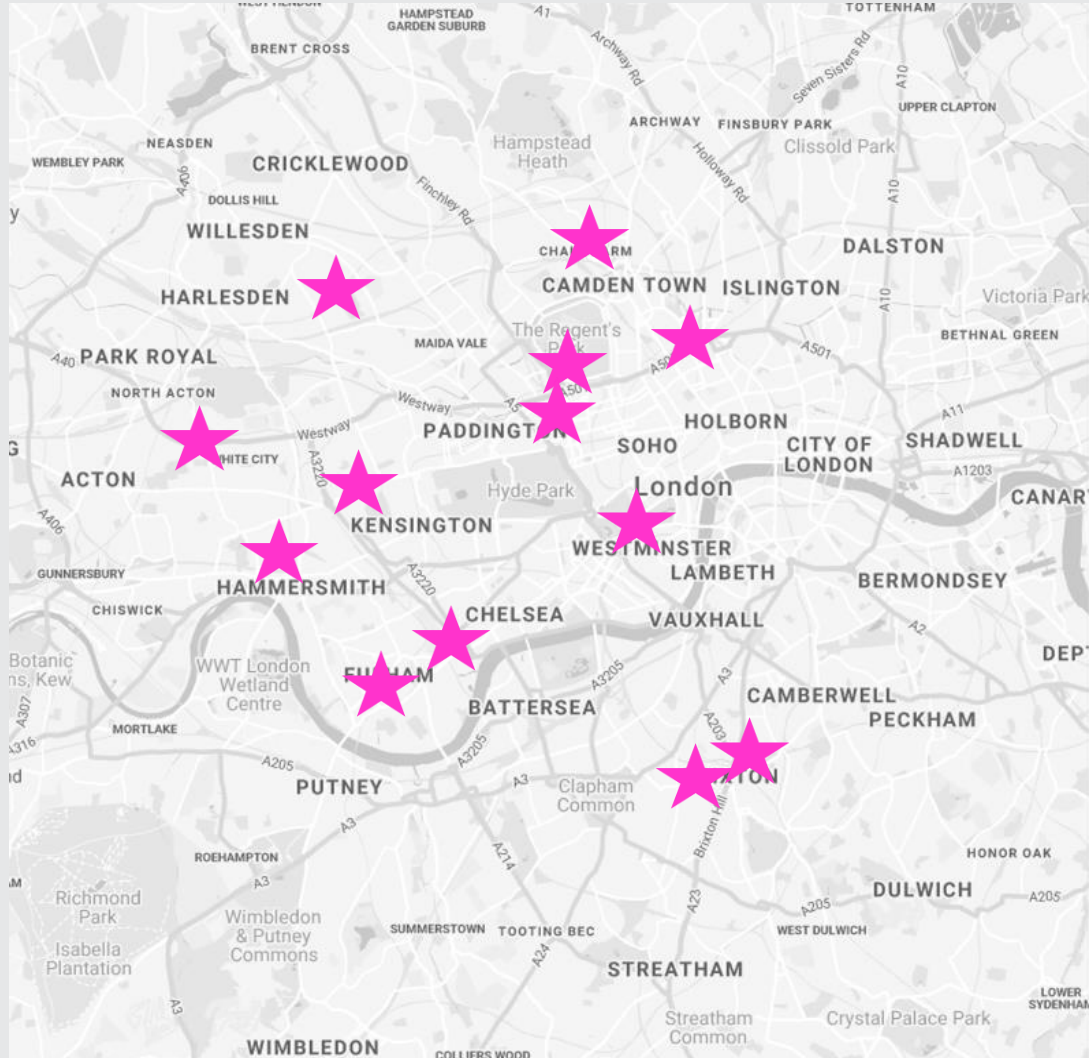 HAMPSTEAD
GARDEN SUBURB
A1
TOTTENHAM
BRENT CROSS
Archway Rd
Seven Sisters Rd
A10
UPPER CLAPTON
ARCHWAY
FINSBURY PARK
NEASDEN
Hampstead
Heath
Clissold Park
WEMBLEY PARK
CRICKLEWOOD
Holloway Rd
A406
Finchley Rd
A10
DOLLIS HILL
WILLESDEN
DALSTON
CAMDEN TOWN
ISLINGTON
HARLESDEN
Victoria Park
A10
The Regent's
MAIDA VALE
BETHNAL GREEN
A501
PARK ROYAL
A40
NORTH ACTON
Westway
A5
A11
PADDINGTON
HOLBORN
Westway
SOHO
CITY OF
LONDON
SHADWELL
A3220
A1203
ACTON
Hyde Park
London
KENSINGTON
A406
WESTMINSTER
LAMBETH
GUNNERSBURY
HAMMERSMITH
A3220
BERMONDSEY
CHISWICK
CHELSEA
VAUXHALL
A2
Botanic
ns, Kew
WWT London
Wetland
Centre
A3205
A3
A307
BATTERSEA
CAMBERWELL
PECKHAM
MORTLAKE
A316
A203
A205
A3205
PUTNEY
A3
Clapham
Common
A3
Brixton Hill
ROEHAMPTON
A214
HONOR OAK
A3
DULWICH
A205
Richmond
Park
A23
A205
Wimbledon
& Putney
Commons
SUMMERSTOWN
TOOTING BEC
WEST DULWICH
Isabella
Plantation
A24
STREATHAM
A3
LOWER
SYDENHAM
Streatham
Common
Crystal Palace Park
WIMBLEDON
COLLIERS WOOD